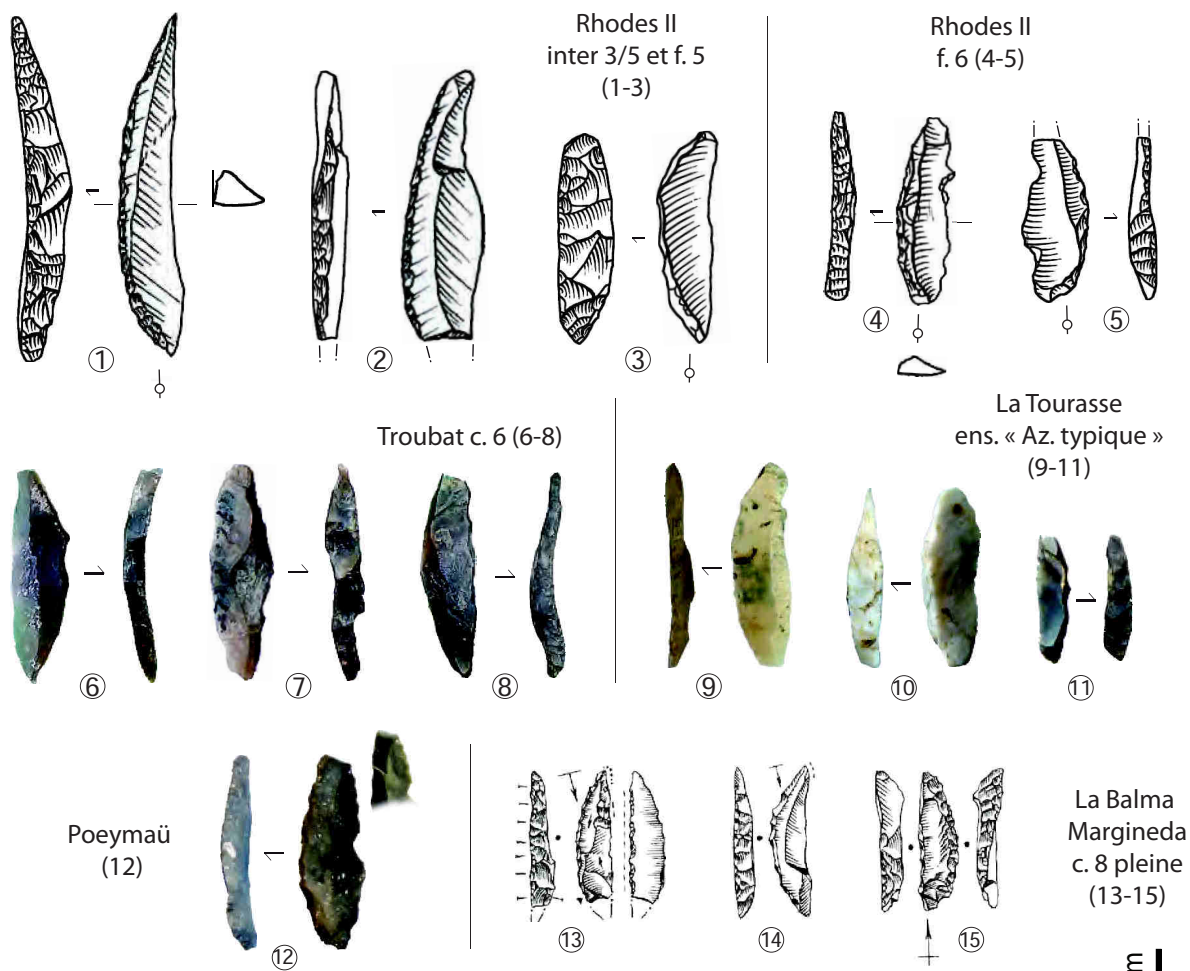 Rhodes II
inter 3/5 et f. 5
(1-3)
Rhodes II
f. 6 (4-5)
1
2
3
4
5
Troubat c. 6 (6-8)
La Tourasse
ens. « Az. typique »
(9-11)
6
7
8
9
10
11
Poeymaü
(12)
12
13
14
15
La Balma
Margineda
c. 8 pleine
(13-15)